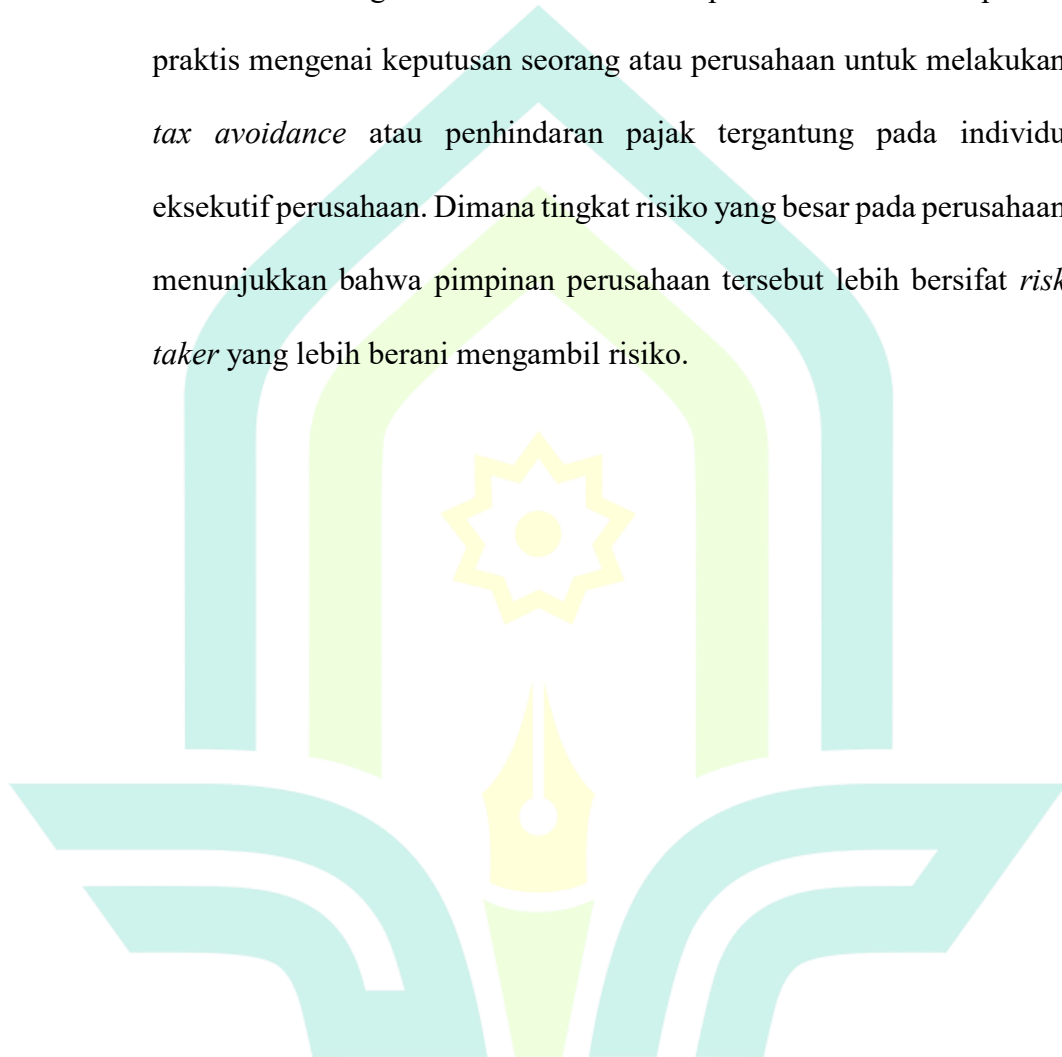 praktis mengenai keputusan seorang atau perusahaan untuk melakukan
tax avoidance atau penhindaran pajak tergantung pada individu
eksekutif perusahaan. Dimana tingkat risiko yang besar pada perusahaan
menunjukkan bahwa pimpinan perusahaan tersebut lebih bersifat risk
taker yang lebih berani mengambil risiko.